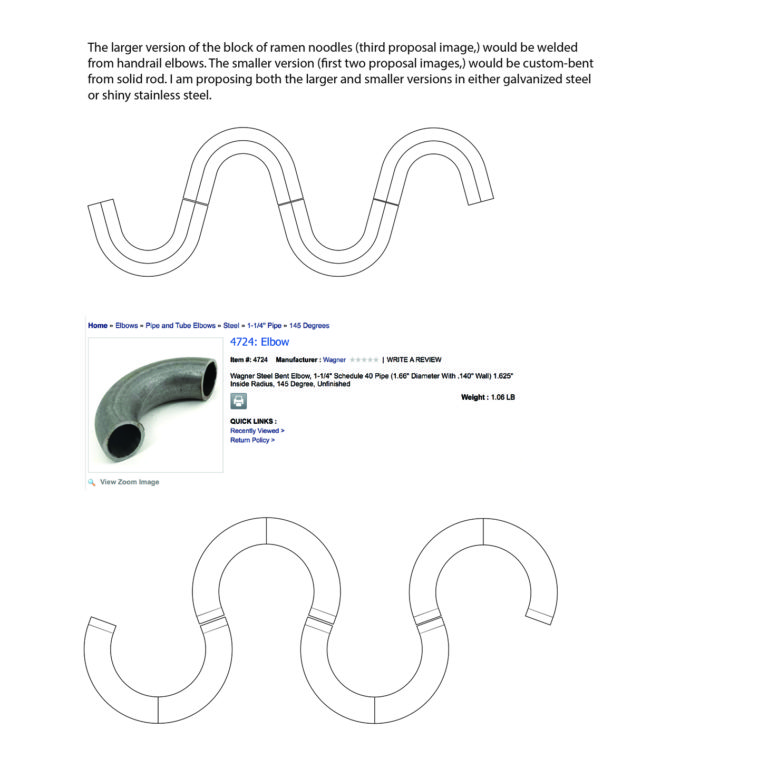 The larger version of the block of ramen noodles (third proposal image,) would be welded
from handrail elbows. The smaller version (first two proposal images,) would be custom-bent
from solid rod. I am proposing both the larger and smaller versions in either galvanized steel
or shiny stainless steel.
Home » Elbows » Pipe and Tube Elbows » Steel » 1-1/4" Pipe » 145 Degrees
4724: Elbow
Item #: 4724 Manufacturer : Wagner | WRITE A REVIEW
Wagner Steel Bent Elbow, 1-1/4" Schedule 40 Pipe (1.66" Diameter With .140" Wall) 1.625"
Inside Radius, 145 Degree, Unfinished
Weight : 1.06 LB
QUICK LINKS :
Recently Viewed >
Return Policy >
View Zoom Image